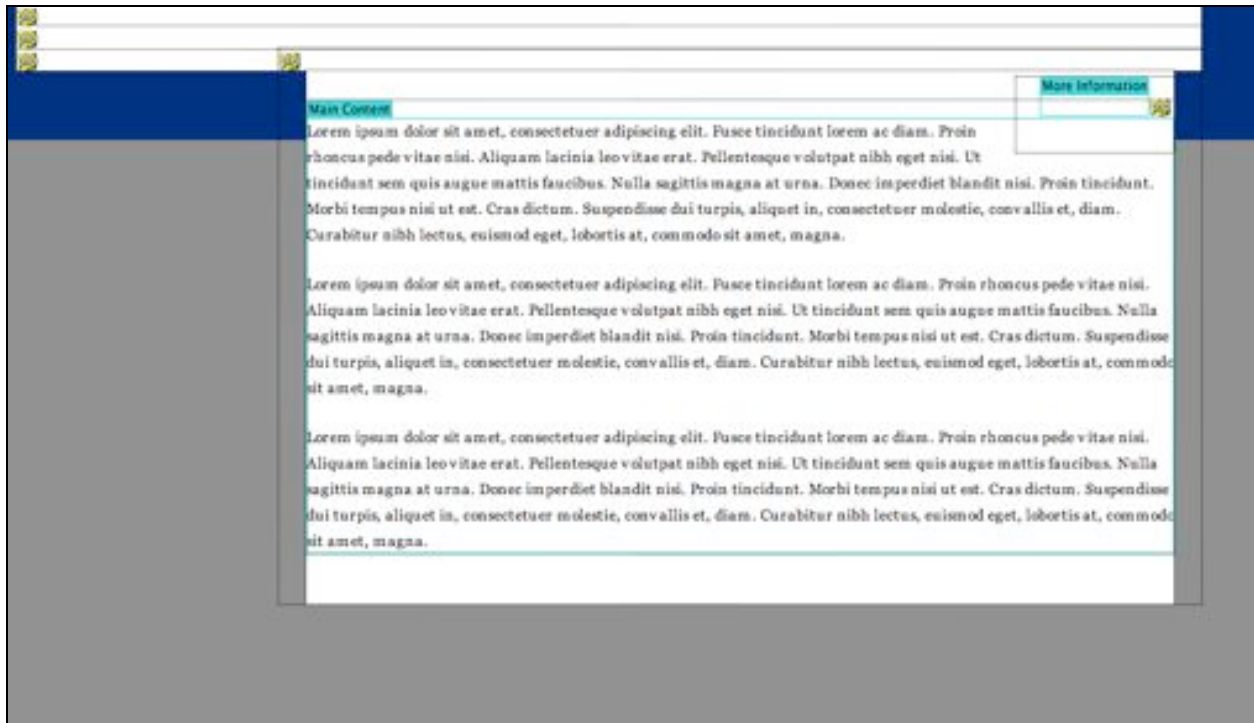 More Information
Main Content
Lorem ipsum dolor sit amet, consectetuer adipiscing elit. Fusce tincidunt lorem ac diam. Proin
rhoncus pede vitae nisi. Aliquam lacinia leo vitae erat. Pellentesque volutpat nibh eget nisi. Ut
tincidunt sem quis augue mattis faucibus. Nulla sagittis magna at urna. Donec imperdiet blandit nisi. Proin tincidunt.
Morbi tempus nisi ut est. Cras dictum. Suspendisse dui turpis, aliquet in, consectetuer molestie, convallis et, diam.
Curabitur nibh lectus, euismod eget, lobortis at, commodo sit amet, magna.
Lorem ipsum dolor sit amet, consectetuer adipiscing elit. Fusce tincidunt lorem ac diam. Proin rhoncus pede vitae nisi.
Aliquam lacinia leo vitae erat. Pellentesque volutpat nibh eget nisi. Ut tincidunt sem quis augue mattis faucibus. Nulla
sagittis magna at urna. Donec imperdiet blandit nisi. Proin tincidunt. Morbi tempus nisi ut est. Cras dictum. Suspendisse
dui turpis, aliquet in, consectetuer molestie, convallis et, diam. Curabitur nibh lectus, euismod eget, lobortis at, commodo
sit amet, magna.
Lorem ipsum dolor sit amet, consectetuer adipiscing elit. Fusce tincidunt lorem ac diam. Proin rhoncus pede vitae nisi.
Aliquam lacinia leo vitae erat. Pellentesque volutpat nibh eget nisi. Ut tincidunt sem quis augue mattis faucibus. Nulla
sagittis magna at urna. Donec imperdiet blandit nisi. Proin tincidunt. Morbi tempus nisi ut est. Cras dictum. Suspendisse
dui turpis, aliquet in, consectetuer molestie, convallis et, diam. Curabitur nibh lectus, euismod eget, lobortis at, commodo
sit amet, magna.